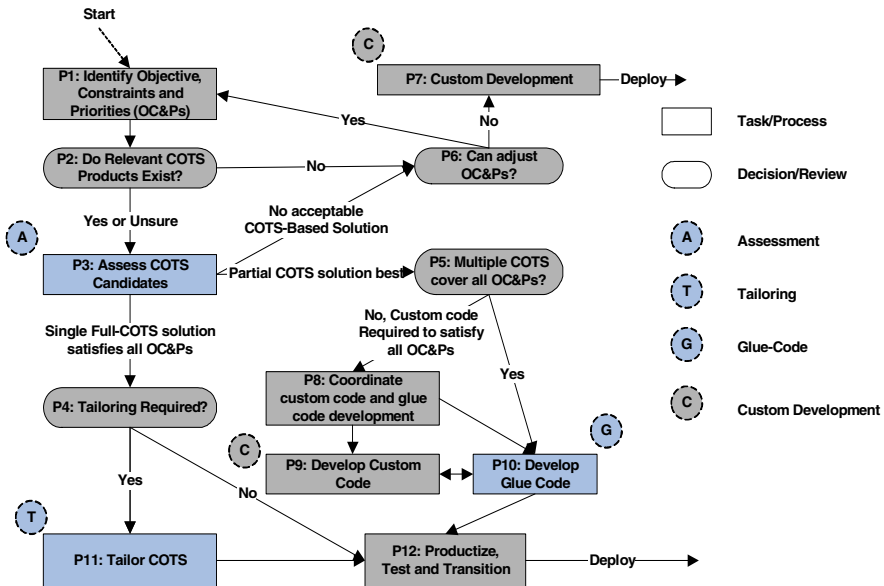 Start
C
P1: Identify Objective,
Constraints and
Priorities (OC&Ps)
P7: Custom Development
Deploy
Yes
No
Task/Process
P2: Do Relevant COTS
Products Exist?
No
P6: Can adjust
OC&Ps?
Decision/Review
Yes or Unsure
No acceptable
COTS-Based Solution
A
A
Assessment
P3: Assess COTS
Candidates
Partial COTS solution best
P5: Multiple COTS
cover all OC&Ps?
T
Tailoring
Single Full-COTS solution
satisfies all OC&Ps
No, Custom code
Required to satisfy
all OC&Ps
Yes
G
Glue-Code
P4: Tailoring Required?
P8: Coordinate
custom code and glue
code development
C
Custom Development
G
C
P9: Develop Custom
Code
P10: Develop
Glue Code
Yes
No
T
P11: Tailor COTS
P12: Productize,
Test and Transition
Deploy